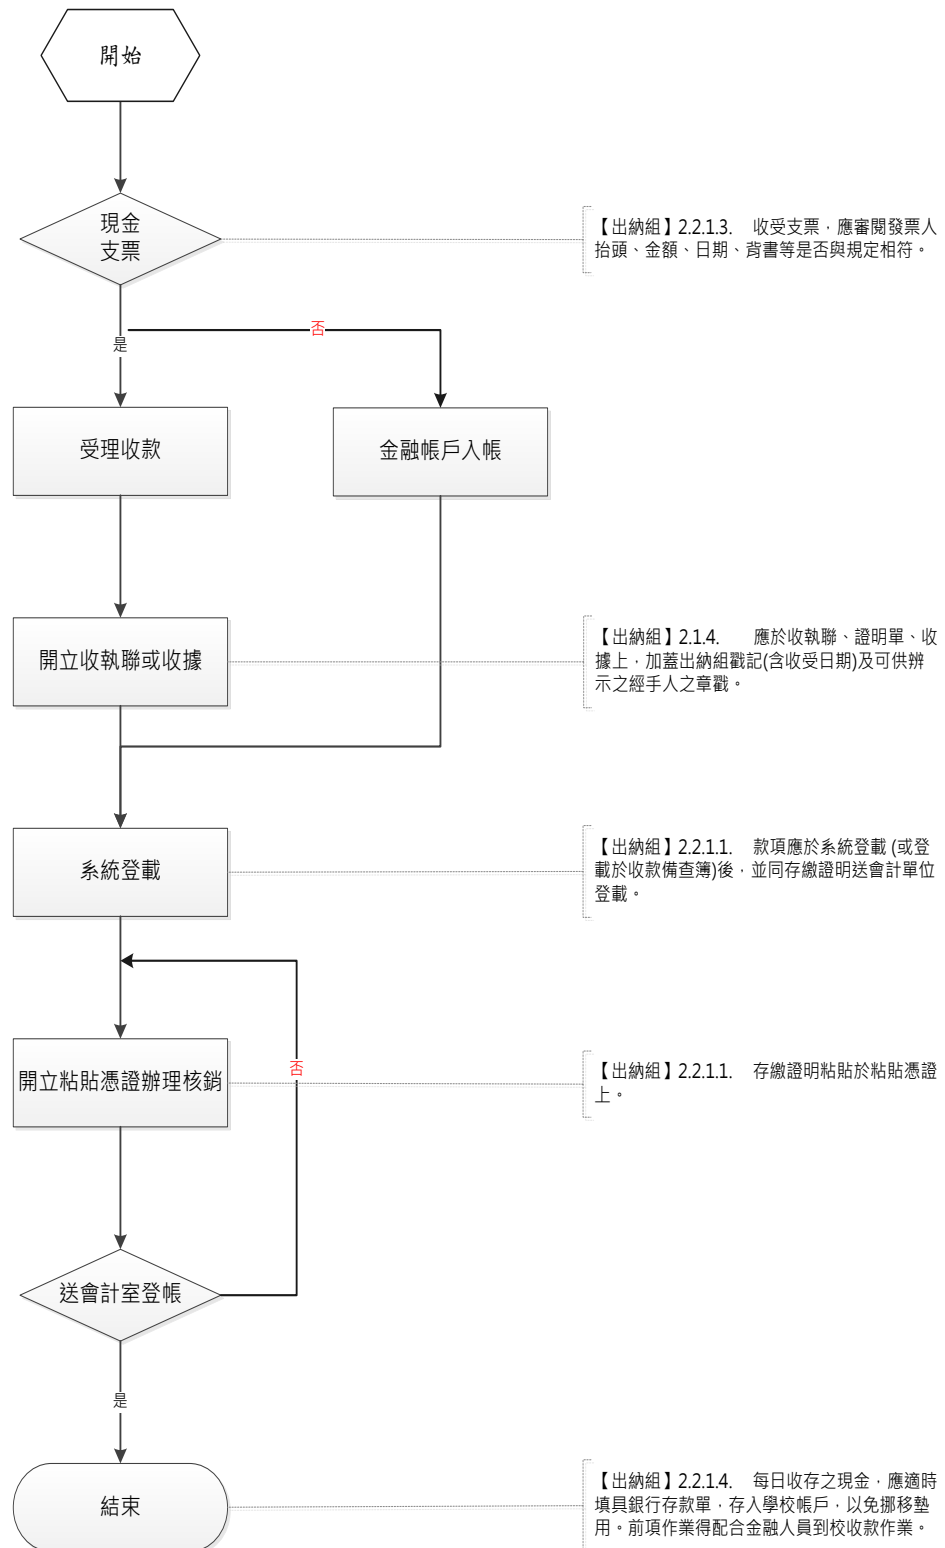 開始
現金
支票
【出納組】2.2.1.3. 收受支票，應審閱發票人
抬頭、金額、日期、背書等是否與規定相符。
否
是
受理收款
金融帳戶入帳
開立收執聯或收據
【出納組】2.1.4. 應於收執聯、證明單、收
據上，加蓋出納組戳記(含收受日期)及可供辨
示之經手人之章戳。
系統登載
【出納組】2.2.1.1. 款項應於系統登載 (或登
載於收款備查簿)後，並同存繳證明送會計單位
登載。
開立粘貼憑證辦理核銷
否
【出納組】2.2.1.1. 存繳證明粘貼於粘貼憑證
上。
送會計室登帳
是
結束
【出納組】2.2.1.4. 每日收存之現金，應適時
填具銀行存款單，存入學校帳戶，以免挪移墊
用。前項作業得配合金融人員到校收款作業。